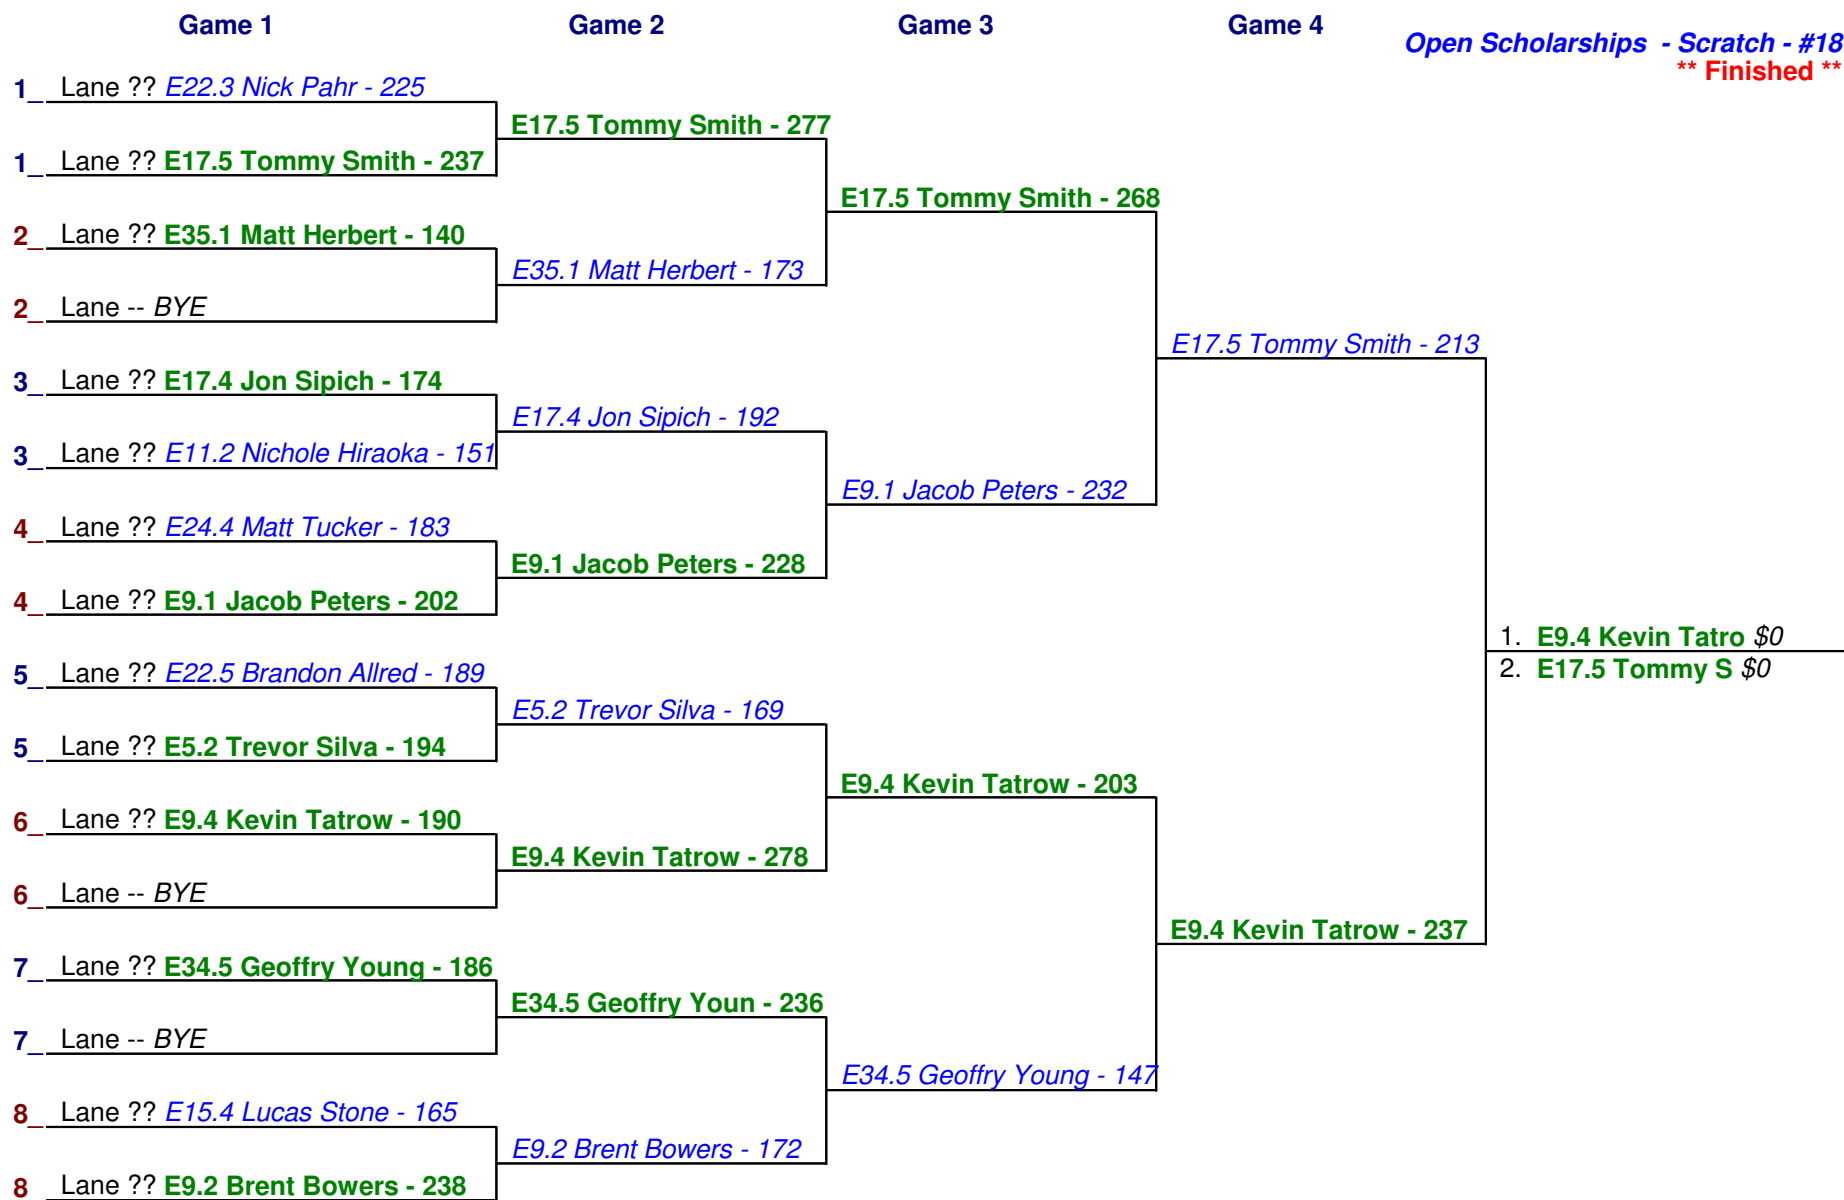 Game 1 Game 2 Game 3 Game 4
Open Scholarships - Scratch - #18
** Finished **
1_ Lane ?? E22.3 Nick Pahr - 225
E17.5 Tommy Smith - 277
1_ Lane ?? E17.5 Tommy Smith - 237
E17.5 Tommy Smith - 268
2_ Lane ?? E35.1 Matt Herbert - 140
E35.1 Matt Herbert - 173
2_ Lane -- BYE
E17.5 Tommy Smith - 213
3_ Lane ?? E17.4 Jon Sipich - 174
E17.4 Jon Sipich - 192
3_ Lane ?? E11.2 Nichole Hiraoka - 151
E9.1 Jacob Peters - 232
4_ Lane ?? E24.4 Matt Tucker - 183
E9.1 Jacob Peters - 228
4_ Lane ?? E9.1 Jacob Peters - 202
1. E9.4 Kevin Tatro $0
2. E17.5 Tommy S $0
5_ Lane ?? E22.5 Brandon Allred - 189
E5.2 Trevor Silva - 169
5_ Lane ?? E5.2 Trevor Silva - 194
E9.4 Kevin Tatrow - 203
6_ Lane ?? E9.4 Kevin Tatrow - 190
E9.4 Kevin Tatrow - 278
6_ Lane -- BYE
E9.4 Kevin Tatrow - 237
7_ Lane ?? E34.5 Geoffry Young - 186
E34.5 Geoffry Youn - 236
7_ Lane -- BYE
E34.5 Geoffry Young - 147
8_ Lane ?? E15.4 Lucas Stone - 165
E9.2 Brent Bowers - 172
8 Lane ?? E9.2 Brent Bowers - 238